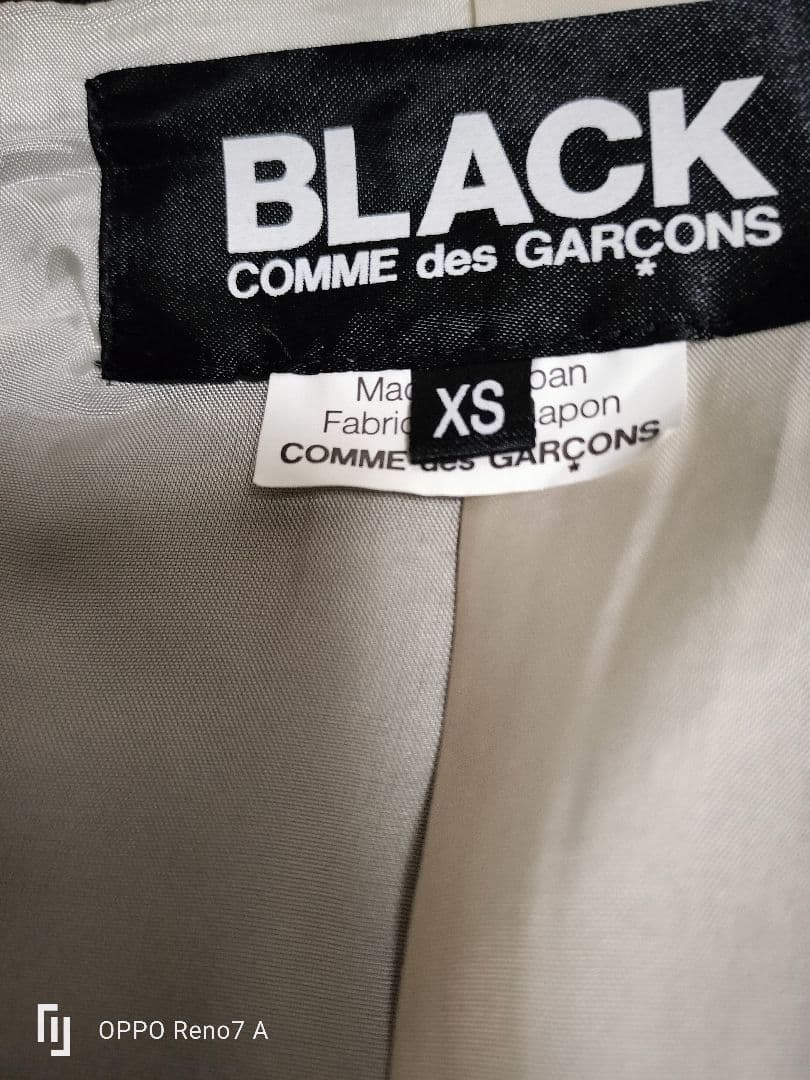 BLACK
COMME des GARÇONS
*
XS
COMME des GARÇONS
*
OPPO Reno7 A